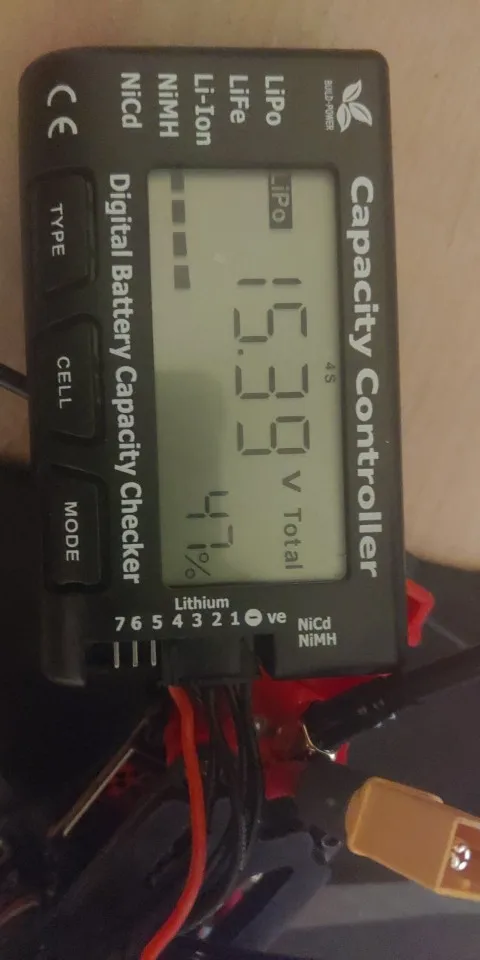 BUILD-POWER
Capacity Controller
LiPo
LiFe
Li-Ion
NiMH
NiCd
CE
LiPo
4S
15.39 V Total
47%
Digital Battery Capacity Checker
TYPE
CELL
MODE
Lithium
7 6 5 4 3 2 1 ⊖ ve
NiCd
NiMH